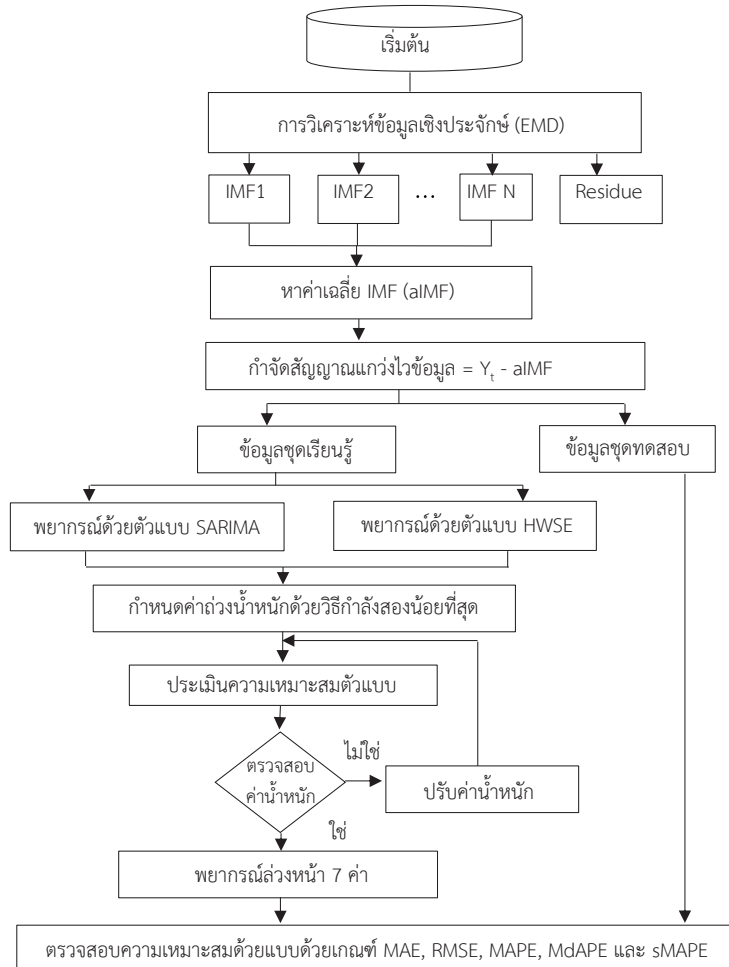 เริ่มต้น
การวิเคราะห์ข้อมูลเชิงประจักษ์ (EMD)
IMF1 IMF2 ... IMF N Residue
หาค่าเฉลี่ย IMF (aIMF)
กำจัดสัญญาณแกว่งไวข้อมูล = Yt - aIMF
ข้อมูลชุดเรียนรู้ ข้อมูลชุดทดสอบ
พยากรณ์ด้วยตัวแบบ SARIMA พยากรณ์ด้วยตัวแบบ HWSE
กำหนดค่าถ่วงน้ำหนักด้วยวิธีกำลังสองน้อยที่สุด
ประเมินความเหมาะสมตัวแบบ
ไม่ใช่
ตรวจสอบ
ค่าน้ำหนัก
ปรับค่าน้ำหนัก
ใช่
พยากรณ์ล่วงหน้า 7 ค่า
ตรวจสอบความเหมาะสมด้วยแบบด้วยเกณฑ์ MAE, RMSE, MAPE, MdAPE และ sMAPE